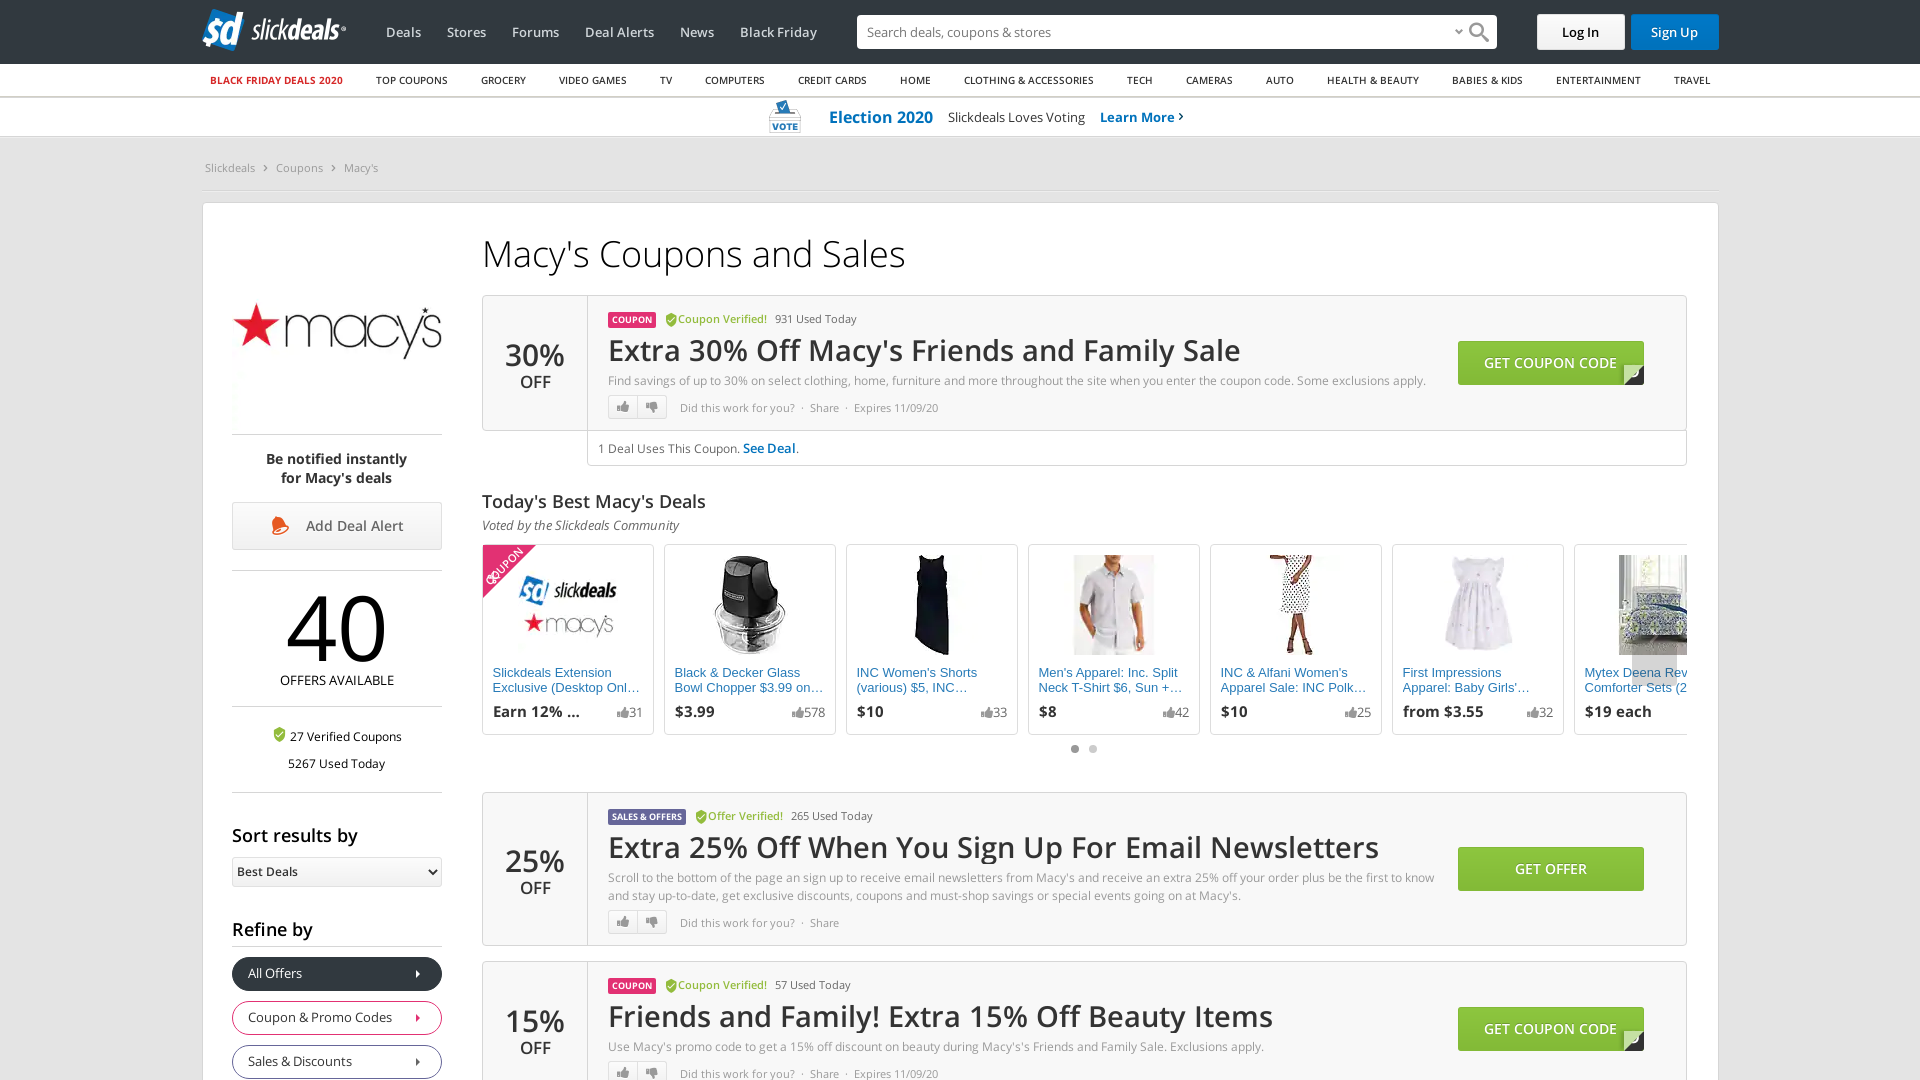 slickdeals
Deals
Stores
Forums
Deal Alerts
News
Black Friday
Search deals, coupons & stores
Log In
Sign Up
BLACK FRIDAY DEALS 2020
TOP COUPONS
GROCERY
VIDEO GAMES
TV
COMPUTERS
CREDIT CARDS
HOME
CLOTHING & ACCESSORIES
TECH
CAMERAS
AUTO
HEALTH & BEAUTY
BABIES & KIDS
ENTERTAINMENT
TRAVEL
VOTE
Election 2020
Slickdeals Loves Voting
Learn More
Slickdeals
Coupons
Macy's
macy's
Be notified instantly
for Macy's deals
Add Deal Alert
40
OFFERS AVAILABLE
27 Verified Coupons
5267 Used Today
Sort results by
Best Deals
Refine by
All Offers
Coupon & Promo Codes
Sales & Discounts
Macy's Coupons and Sales
30%
OFF
COUPON
Coupon Verified!
931 Used Today
Extra 30% Off Macy's Friends and Family Sale
Find savings of up to 30% on select clothing, home, furniture and more throughout the site when you enter the coupon code. Some exclusions apply.
Did this work for you? · Share · Expires 11/09/20
GET COUPON CODE
1 Deal Uses This Coupon. See Deal.
Today's Best Macy's Deals
Voted by the Slickdeals Community
COUPON
slickdeals
macy's
Slickdeals Extension
Exclusive (Desktop Onl...
Earn 12% ...
31
Black & Decker Glass
Bowl Chopper $3.99 on...
$3.99
578
INC Women's Shorts
(various) $5, INC...
$10
33
Men's Apparel: Inc. Split
Neck T-Shirt $6, Sun +...
$8
42
INC & Alfani Women's
Apparel Sale: INC Polk...
$10
25
First Impressions
Apparel: Baby Girls'...
from $3.55
32
Mytex Deena Rev
Comforter Sets (2
$19 each
25%
OFF
SALES & OFFERS
Offer Verified!
265 Used Today
Extra 25% Off When You Sign Up For Email Newsletters
Scroll to the bottom of the page an sign up to receive email newsletters from Macy's and receive an extra 25% off your order plus be the first to know
and stay up-to-date, get exclusive discounts, coupons and must-shop savings or special events going on at Macy's.
Did this work for you? · Share
GET OFFER
15%
OFF
COUPON
Coupon Verified!
57 Used Today
Friends and Family! Extra 15% Off Beauty Items
Use Macy's promo code to get a 15% off discount on beauty during Macy's's Friends and Family Sale. Exclusions apply.
Did this work for you? · Share · Expires 11/09/20
GET COUPON CODE